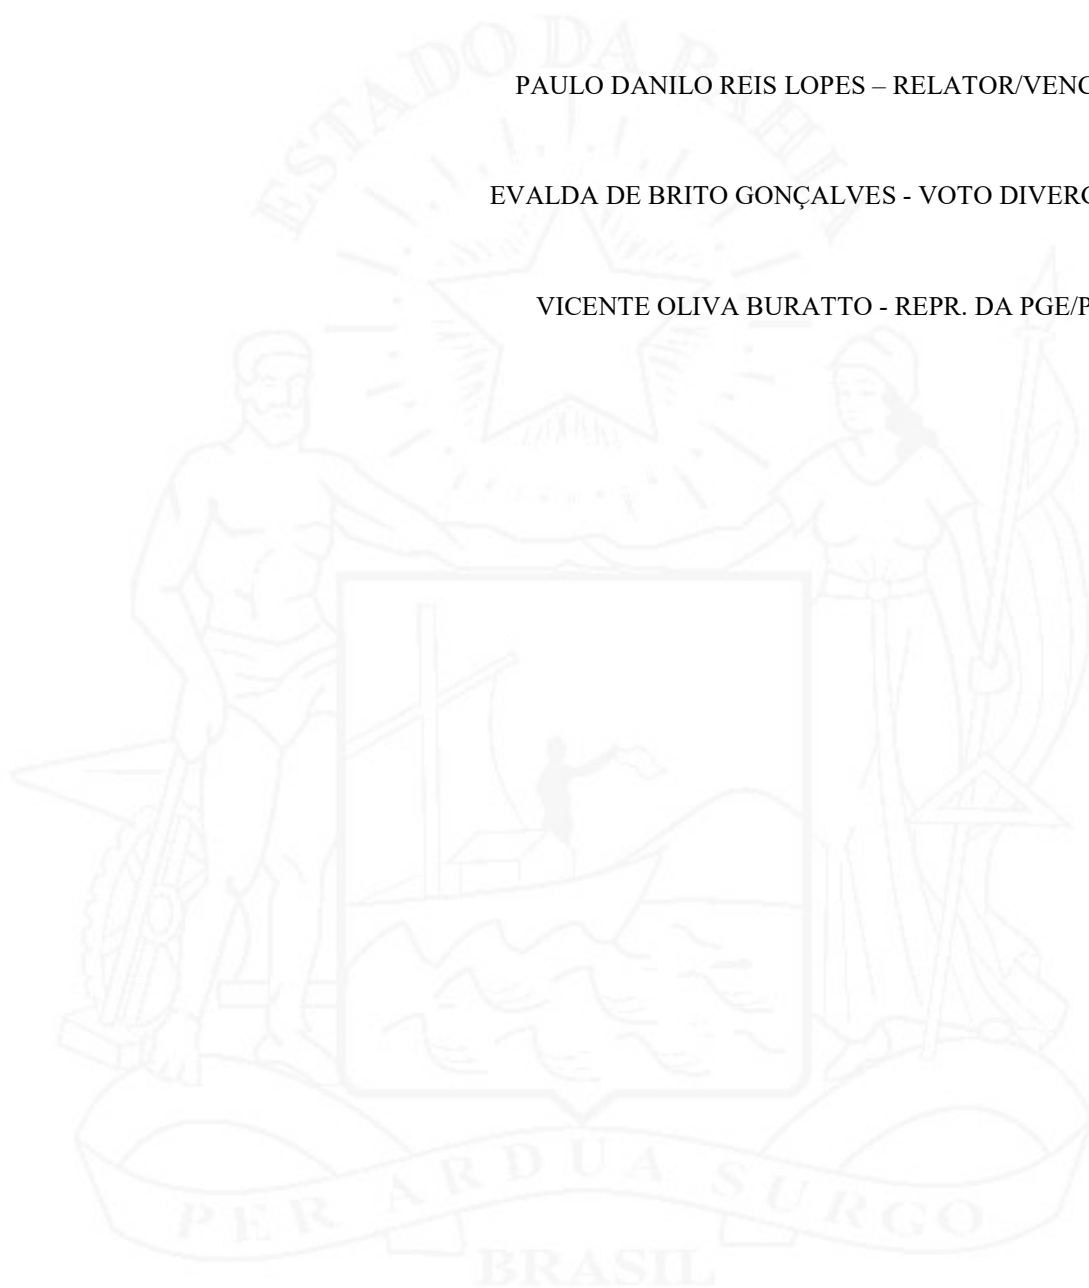 ESTADO DA BAHIA
PAULO DANILO REIS LOPES – RELATOR/VENC
EVALDA DE BRITO GONÇALVES - VOTO DIVERG
VICENTE OLIVA BURATTO - REPR. DA PGE/P
PER ARDUA SURGO
BRASIL